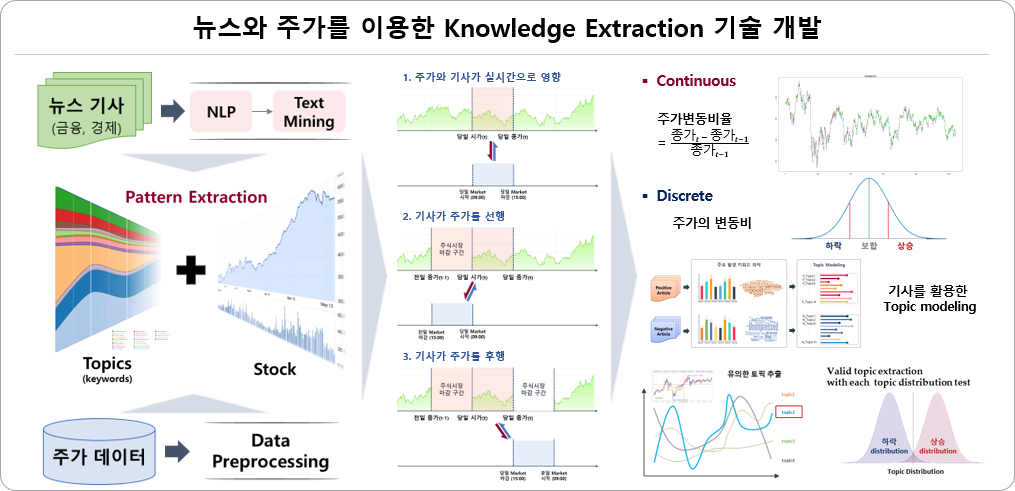 뉴스와 주가를 이용한 Knowledge Extraction 기술 개발
뉴스 기사
(금융, 경제)
NLP
Text
Mining
Pattern Extraction
Topics
(keywords)
Stock
주가 데이터
Data
Preprocessing
1. 주가와 기사가 실시간으로 영향
당일 시가(t)
당일 종가(t)
당일 Market
시작 (09:00)
당일 Market
마감 (15:00)
2. 기사가 주가를 선행
주식시장
마감 구간
전일 종가(t-1)
당일 시가(t)
당일 종가(t)
전일 Market
마감 (15:00)
당일 Market
시작 (09:00)
3. 기사가 주가를 후행
주식시장
마감 구간
주식시장
마감 구간
전일 종가(t-1)
당일 시가(t)
당일 종가(t)
당일 Market
마감 (15:00)
시작 (09:00)
▪ Continuous
주가변동비율
= 종가t − 종가t−1
종가t−1
▪ Discrete
주가의 변동비
하락
보합
상승
Positive
Article
Negative
Article
주요 발생 키워드 파악
Topic Modeling
기사를 활용한
Topic modeling
유의한 토픽 추출
topic1
topic2
topic3
topic4
Valid topic extraction
with each topic distribution test
하락
distribution
상승
distribution
Topic Distribution